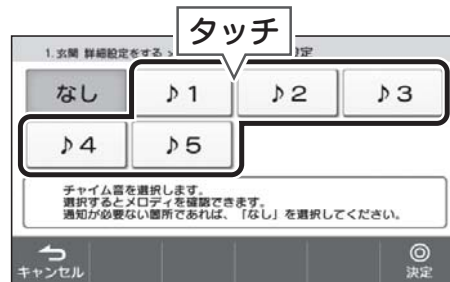 タッチ
1.玄関 詳細設定をする > 定
なし ♪1 ♪2 ♪3
♪4 ♪5
チャイム音を選択します。
選択するとメロディを確認できます。
通知が必要ない箇所であれば、「なし」を選択してください。
キャンセル 決定